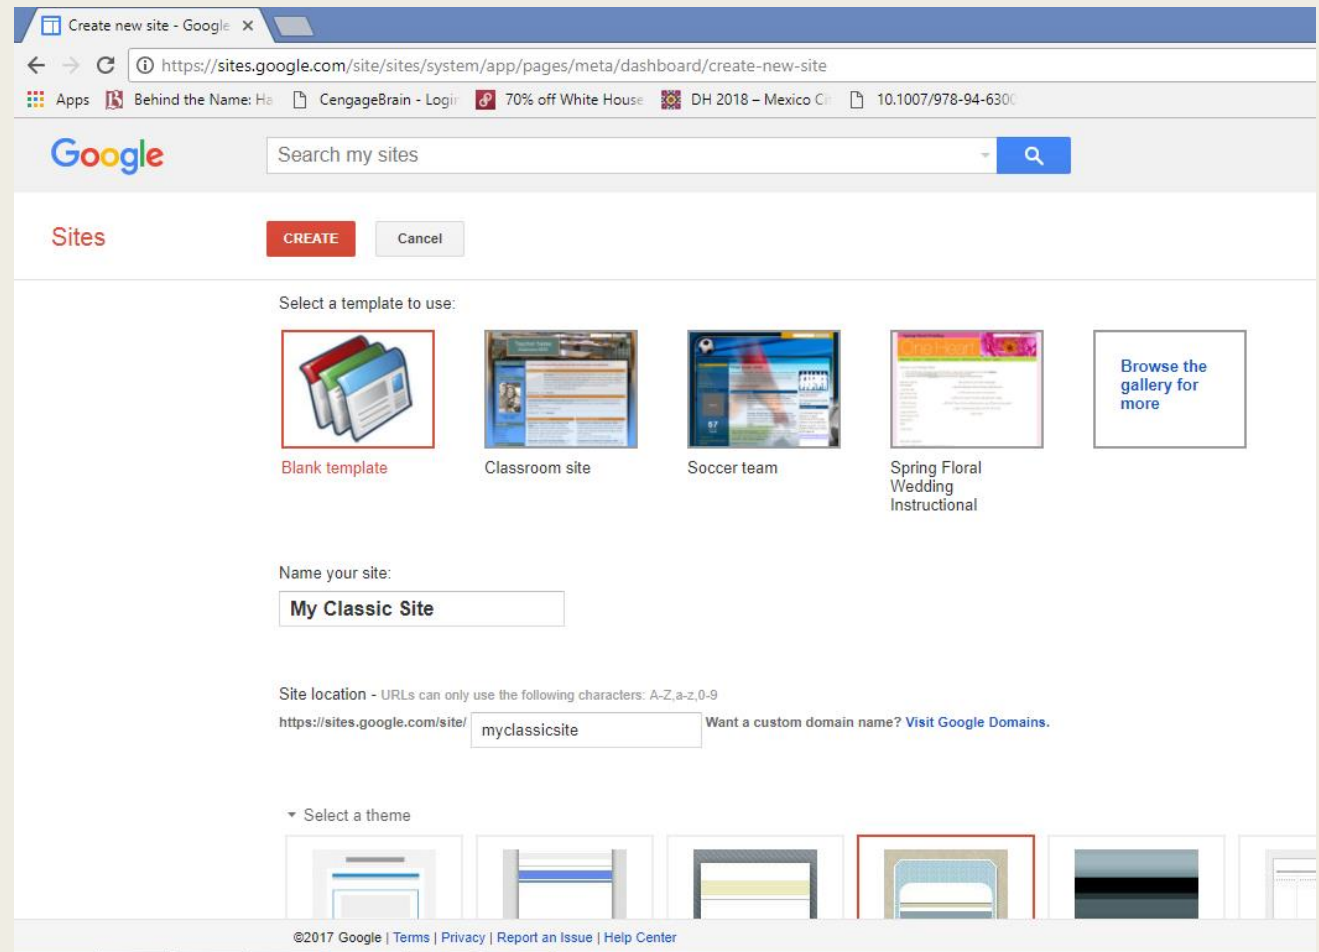 Create new site - Google
https://sites.google.com/site/sites/system/app/pages/meta/dashboard/create-new-site
Apps Behind the Name: Ha CengageBrain - Login 70% off White House DH 2018 – Mexico Ci 10.1007/978-94-6300
Google Search my sites
Sites CREATE Cancel
Select a template to use:
One Heart
57
Browse the
gallery for
more
Blank template Classroom site Soccer team Spring Floral
Wedding
Instructional
Name your site:
My Classic Site
Site location - URLs can only use the following characters: A-Z,a-z,0-9
https://sites.google.com/site/ myclassicsite Want a custom domain name? Visit Google Domains.
Select a theme
©2017 Google | Terms | Privacy | Report an Issue | Help Center